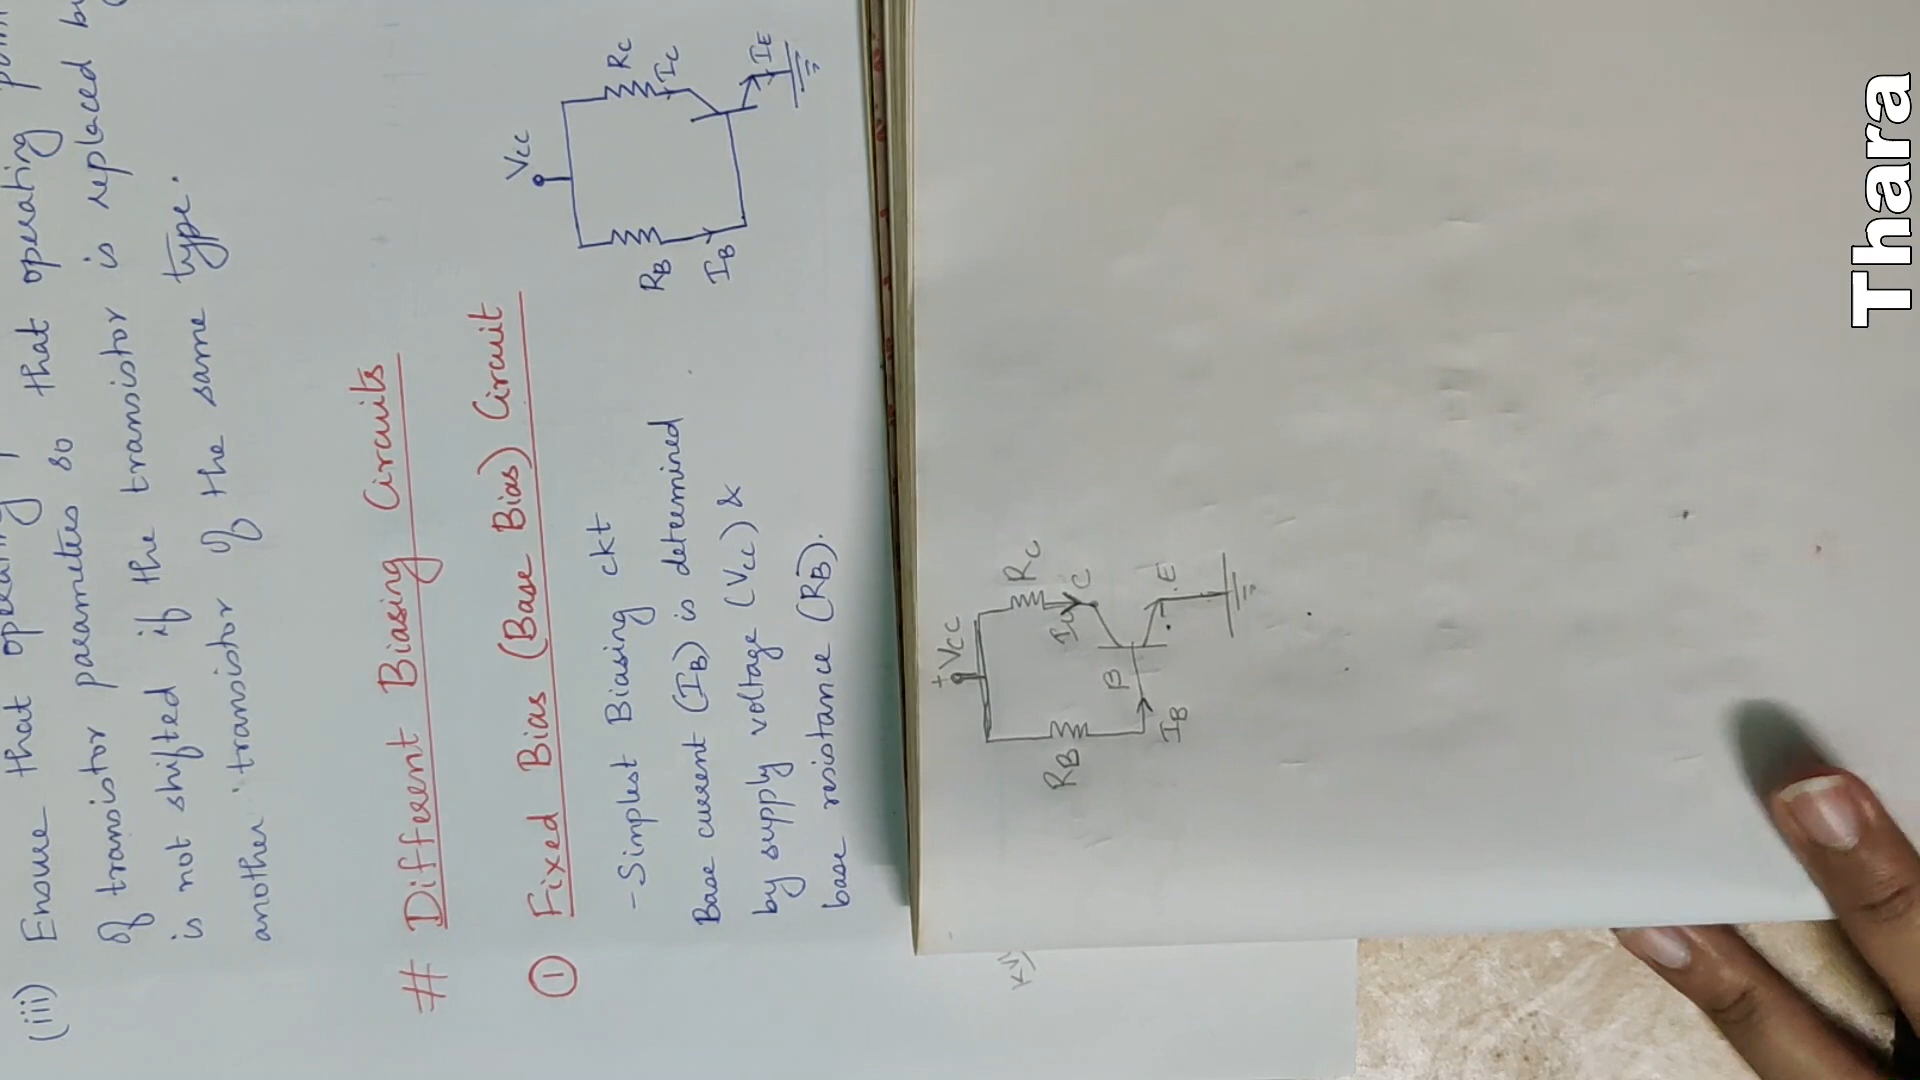 (iii) Ensure that that operating
of transistor parameters so that operating
is not shifted if the transistor is replaced by
another transistor of the same type.
# Different Biasing Circuits
① Fixed Bias (Base Bias) Circuit
- Simplest Biasing ckt
Base current (IB) is determined
by supply voltage (Vcc) &
base resistance (RB).
Vcc
RB
RC
IC
IB
IE
+Vcc
RB
RC
IC
C
B
IB
E
Thara